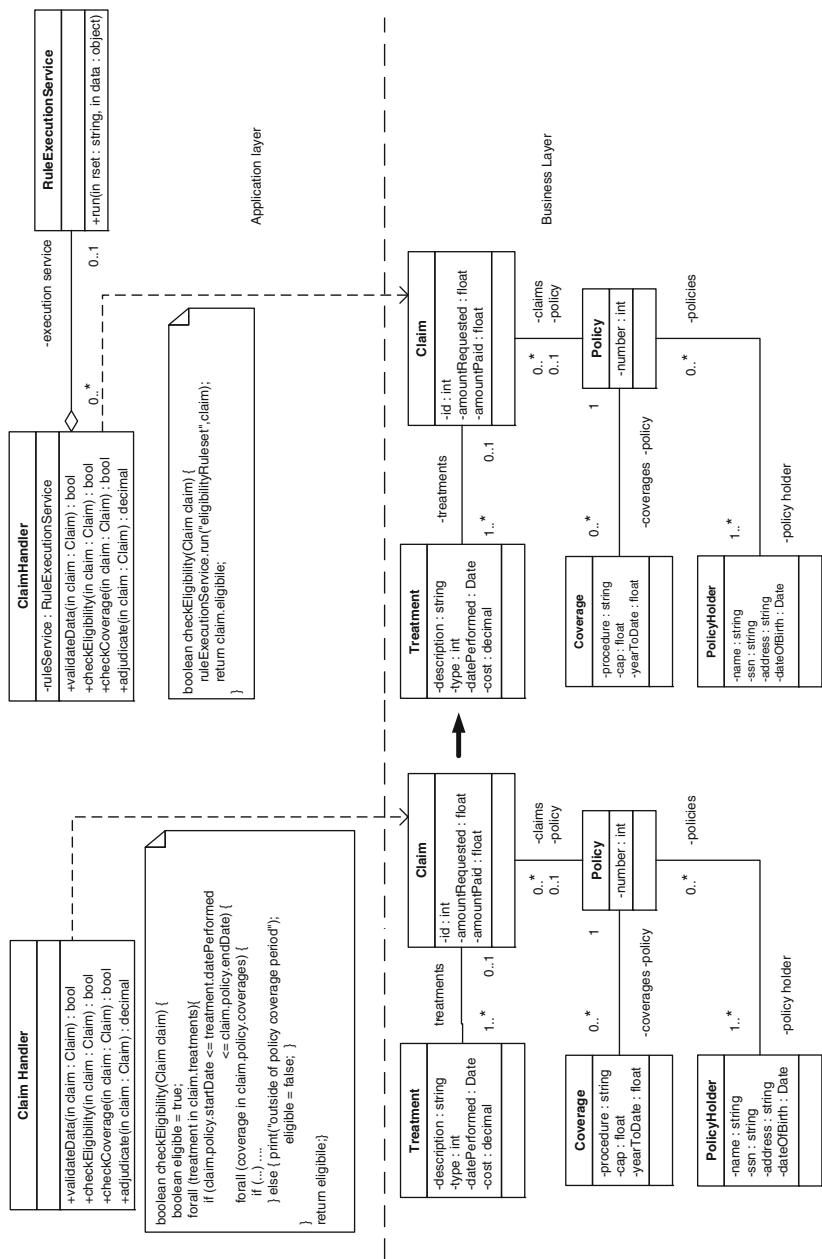 Claim Handler
+validateData(in claim : Claim) : bool
+checkEligibility(in claim : Claim) : bool
+checkCoverage(in claim : Claim) : bool
+adjudicate(in claim : Claim) : decimal
boolean checkEligibility(Claim claim) {
boolean eligible = true;
forall (treatment in claim.treatments){
if (claim.policy.startDate <= treatment.datePerformed
<= claim.policy.endDate) {
forall (coverage in claim.policy.coverages) {
if (...) ....
} else { print("outside of policy coverage period");
eligible = false; }
}
return eligibile;}
ClaimHandler
-ruleService : RuleExecutionService
+validateData(in claim : Claim) : bool
+checkEligibility(in claim : Claim) : bool
+checkCoverage(in claim : Claim) : bool
+adjudicate(in claim : Claim) : decimal
-execution service
0..*
0..1
RuleExecutionService
+run(in rset : string, in data : object)
boolean checkEligibility(Claim claim) {
ruleExecutionService.run("eligibilityRuleset",claim);
return claim.eligibile;
}
Application layer
Business Layer
Treatment
-description : string
-type : int
-datePerformed : Date
-cost : decimal
treatments
1..*
0..1
Claim
-id : int
-amountRequested : float
-amountPaid : float
0..*
-claims
0..1
-policy
Coverage
-procedure : string
-cap : float
-yearToDate : float
0..*
1
-coverages
-policy
Policy
-number : int
0..*
-policies
PolicyHolder
-name : string
-ssn : string
-address : string
-dateOfBirth : Date
1..*
-policy holder
Treatment
-description : string
-type : int
-datePerformed : Date
-cost : decimal
-treatments
1..*
0..1
Claim
-id : int
-amountRequested : float
-amountPaid : float
0..*
-claims
0..1
-policy
Coverage
-procedure : string
-cap : float
-yearToDate : float
0..*
1
-coverages
-policy
Policy
-number : int
0..*
-policies
PolicyHolder
-name : string
-ssn : string
-address : string
-dateOfBirth : Date
1..*
-policy holder